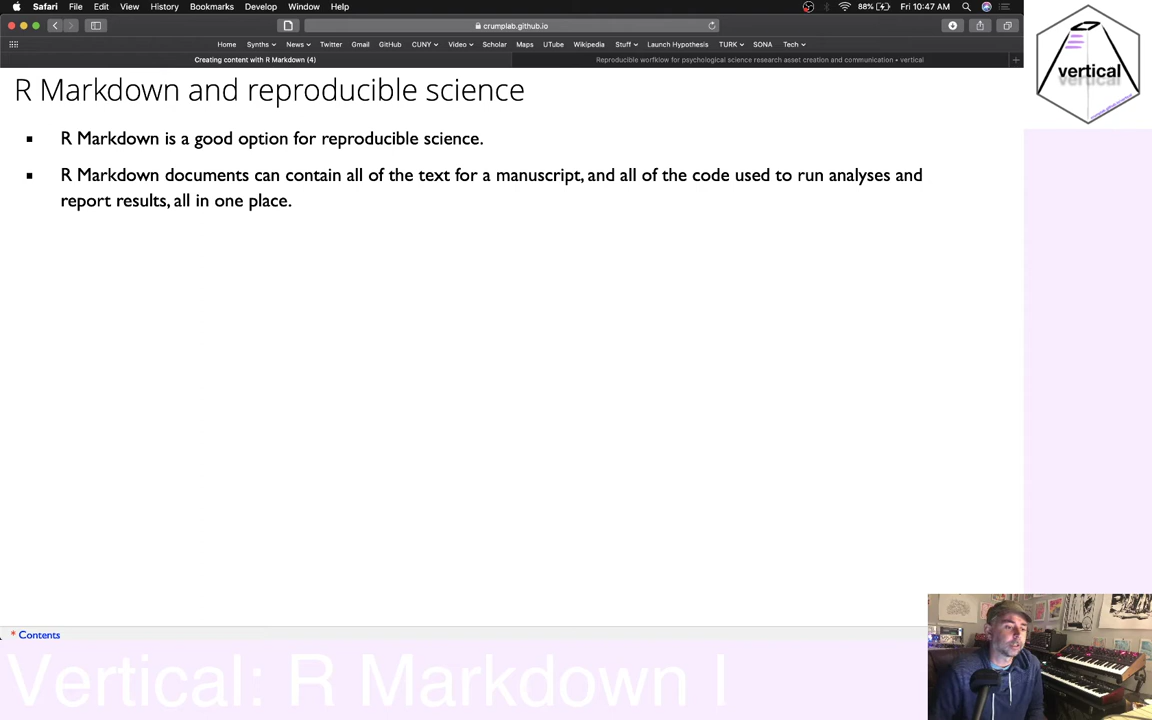 Safari File Edit View History Bookmarks Develop Window Help 88% Fri 10:47 AM
crumplab.github.io
Home Synths News Twitter Gmail GitHub CUNY Video Scholar Maps UTube Wikipedia Stuff Launch Hypothesis TURK SONA Tech
Creating content with R Markdown (4) Reproducible worfklow for psychological science research asset creation and communication • vertical
vertical
R Markdown and reproducible science
R Markdown is a good option for reproducible science.
R Markdown documents can contain all of the text for a manuscript, and all of the code used to run analyses and
report results, all in one place.
* Contents
Vertical: R Markdown I